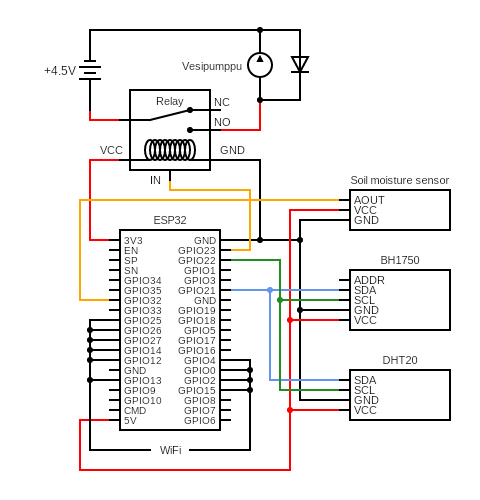 +4.5V
Vesipumppu
Relay
NC
NO
VCC
GND
IN
Soil moisture sensor
AOUT
VCC
GND
ESP32
3V3
EN
SP
SN
GPIO34
GPIO35
GPIO32
GPIO33
GPIO25
GPIO26
GPIO27
GPIO14
GPIO12
GND
GPIO13
GPIO9
GPIO10
CMD
5V
GND
GPIO23
GPIO22
GPIO1
GPIO3
GPIO21
GND
GPIO19
GPIO18
GPIO5
GPIO17
GPIO16
GPIO4
GPIO0
GPIO2
GPIO15
GPIO8
GPIO7
GPIO6
BH1750
ADDR
SDA
SCL
GND
VCC
DHT20
SDA
SCL
GND
VCC
WiFi